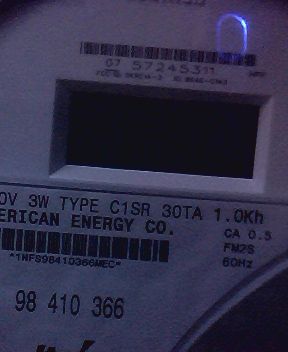 07 57245311
0V 3W TYPE C1SR 30TA 1.0Kh
ERICAN ENERGY CO.
CA 0.5
*1NFS98410366MEC*
FM2S
60Hz
98 410 366